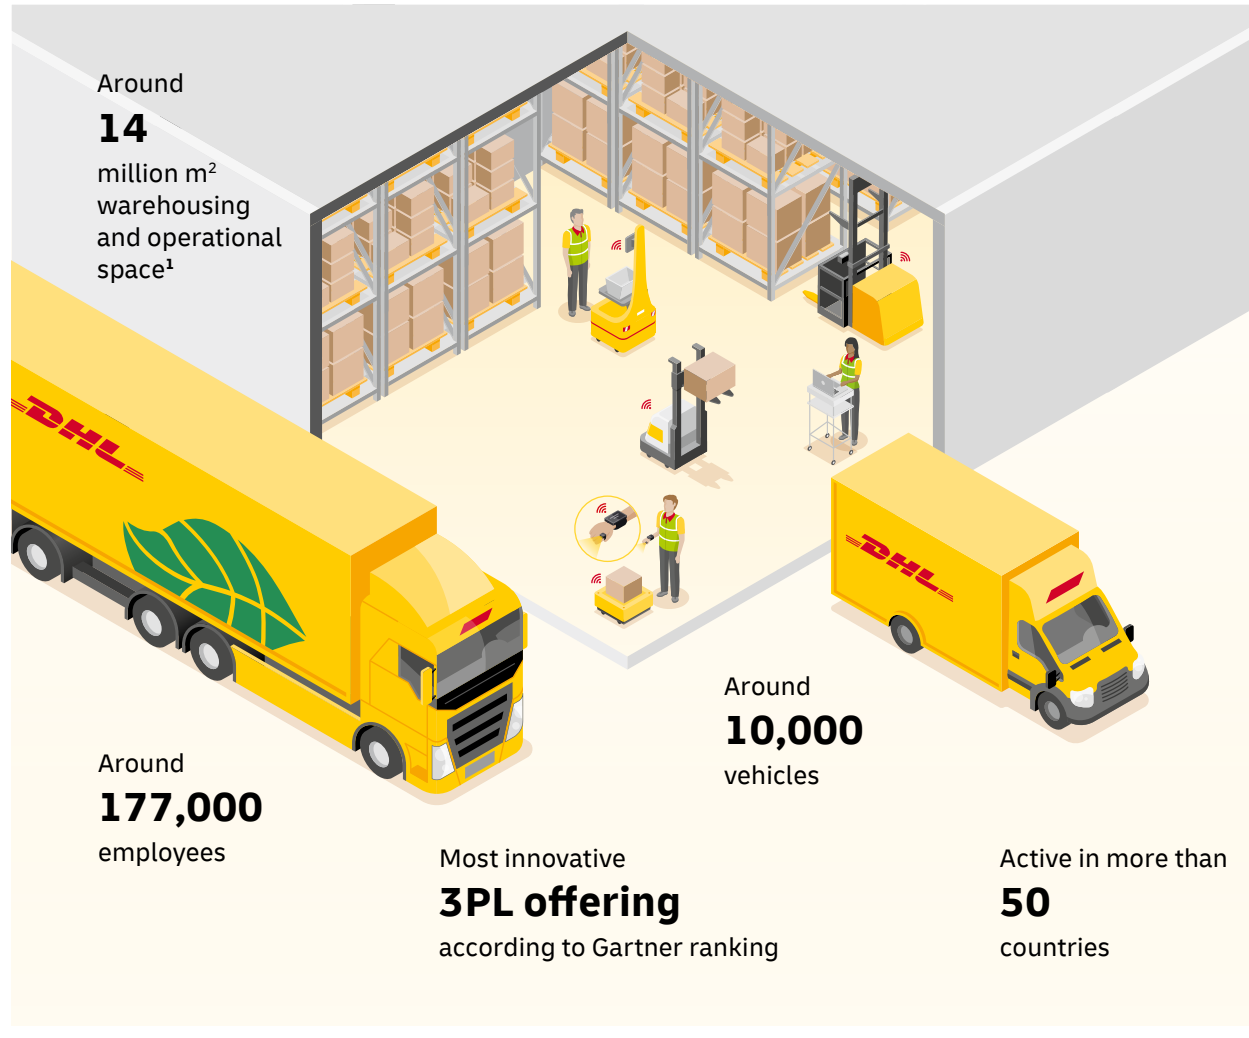 Around
14
million m²
warehousing
and operational
space¹
DHL
DHL
Around
10,000
vehicles
Around
177,000
employees
Most innovative
3PL offering
according to Gartner ranking
Active in more than
50
countries